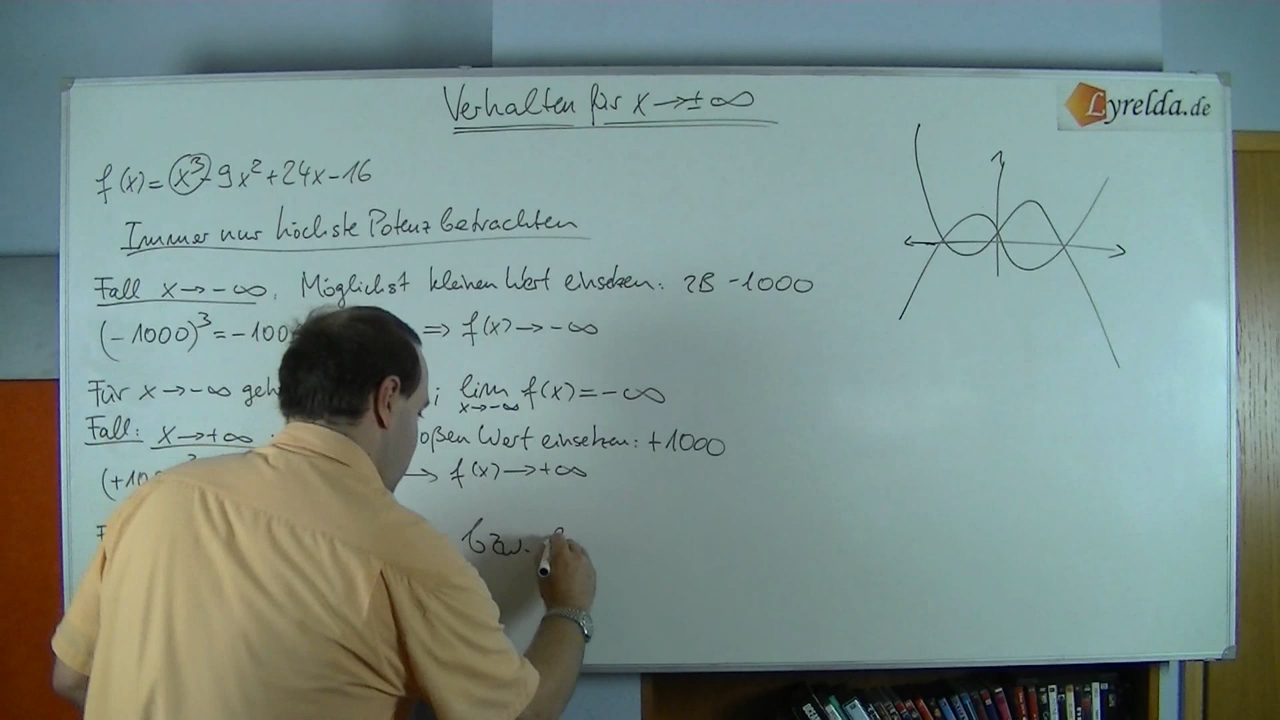 Verhalten für x→±∞
Lyrelda.de
f(x)=x³-9x²+24x-16
Immer nur höchste Potenz betrachten
Fall x→-∞. Möglichst kleinen Wert einsetzen: zB -1000
(-1000)³=-100 ⇒ f(x)→-∞
Für x→-∞ geh ; lim x→-∞ f(x)=-∞
Fall: x→+∞ oßen Wert einsetzen: +1000
(+10 → f(x)→+∞
bzw.